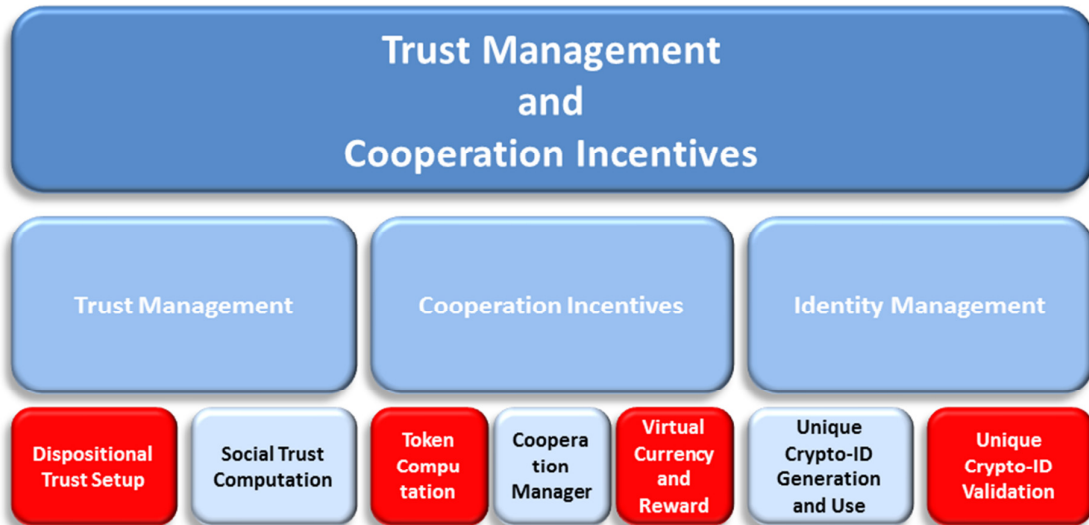 Trust Management
and
Cooperation Incentives
Trust Management
Cooperation Incentives
Identity Management
Dispositional
Trust Setup
Social Trust
Computation
Token
Compu
tation
Coopera
tion
Manager
Virtual
Currency
and
Reward
Unique
Crypto-ID
Generation
and Use
Unique
Crypto-ID
Validation